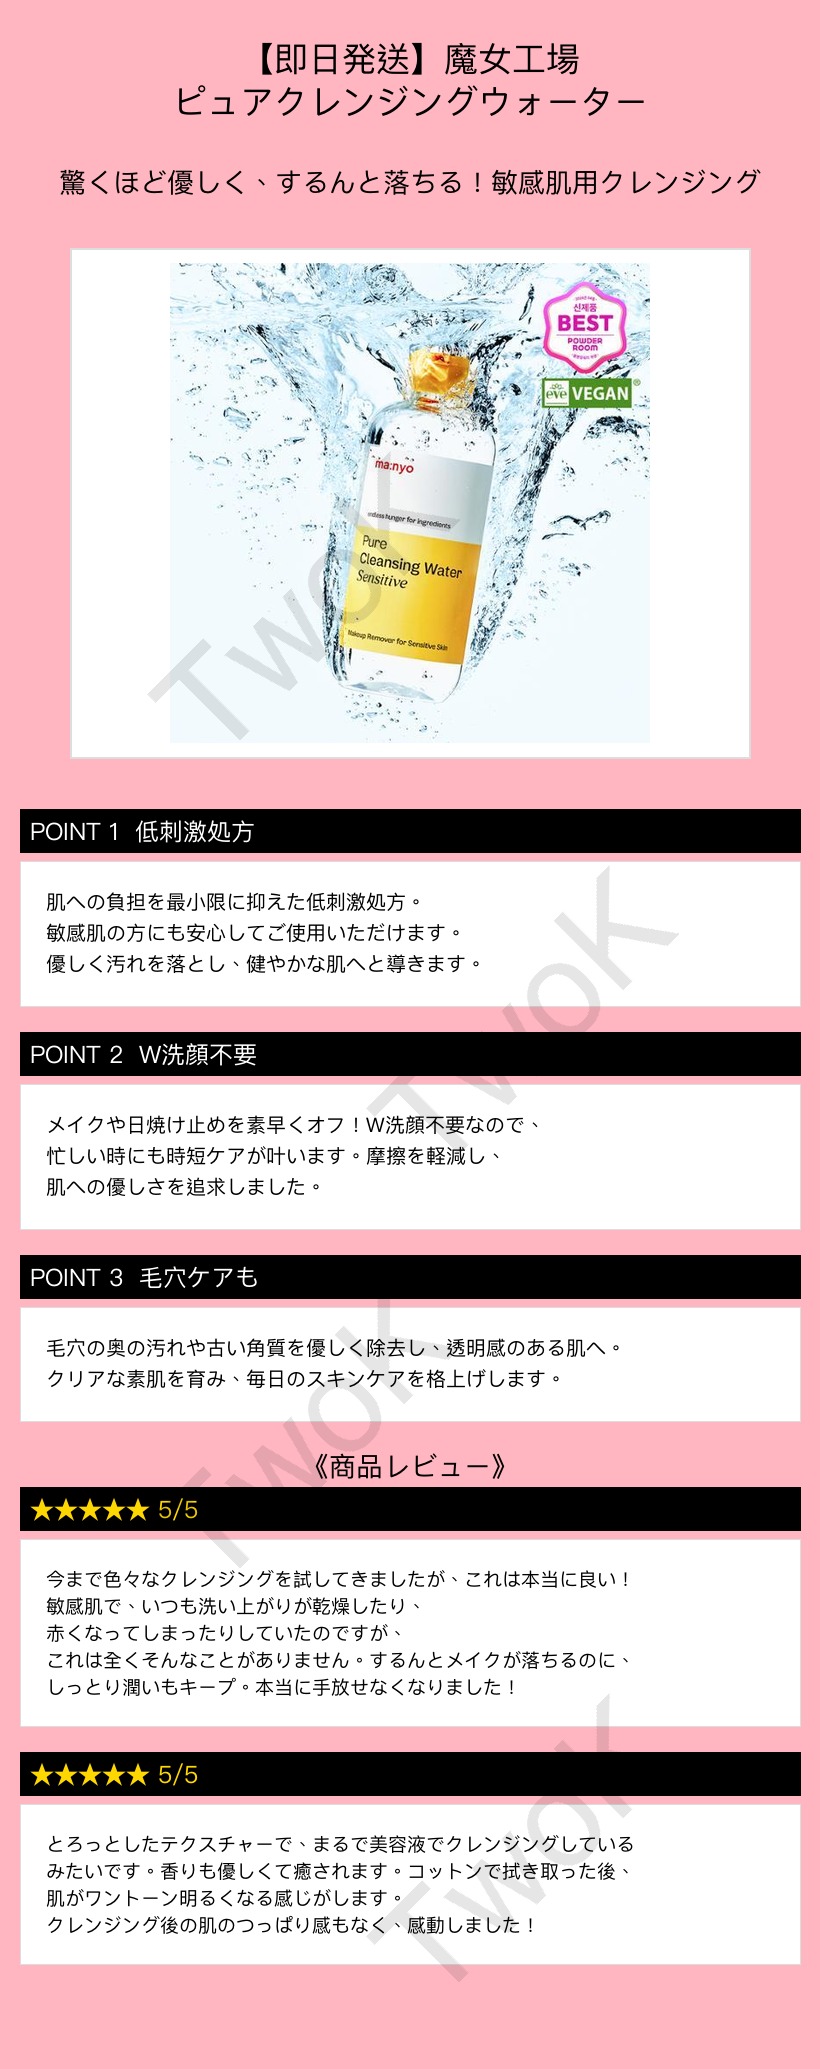 【即日発送】魔女工場
ピュアクレンジングウォーター
驚くほど優しく、するんと落ちる！敏感肌用クレンジング
신제품
BEST
POWDER
ROOM
eve VEGAN®
ma:nyo
endless hunger for ingredients
Pure
Cleansing Water
Sensitive
Makeup Remover for Sensitive Skin
TwoK
POINT 1 低刺激処方
肌への負担を最小限に抑えた低刺激処方。
敏感肌の方にも安心してご使用いただけます。
優しく汚れを落とし、健やかな肌へと導きます。
TwoK
POINT 2 W洗顔不要
メイクや日焼け止めを素早くオフ！W洗顔不要なので、
忙しい時にも時短ケアが叶います。摩擦を軽減し、
肌への優しさを追求しました。
POINT 3 毛穴ケアも
毛穴の奥の汚れや古い角質を優しく除去し、透明感のある肌へ。
クリアな素肌を育み、毎日のスキンケアを格上げします。
TwoK
《商品レビュー》
★★★★★ 5/5
今まで色々なクレンジングを試してきましたが、これは本当に良い！
敏感肌で、いつも洗い上がりが乾燥したり、
赤くなってしまったりしていたのですが、
これは全くそんなことがありません。するんとメイクが落ちるのに、
しっとり潤いもキープ。本当に手放せなくなりました！
★★★★★ 5/5
とろっとしたテクスチャーで、まるで美容液でクレンジングしている
みたいです。香りも優しくて癒されます。コットンで拭き取った後、
肌がワントーン明るくなる感じがします。
クレンジング後の肌のつっぱり感もなく、感動しました！
TwoK